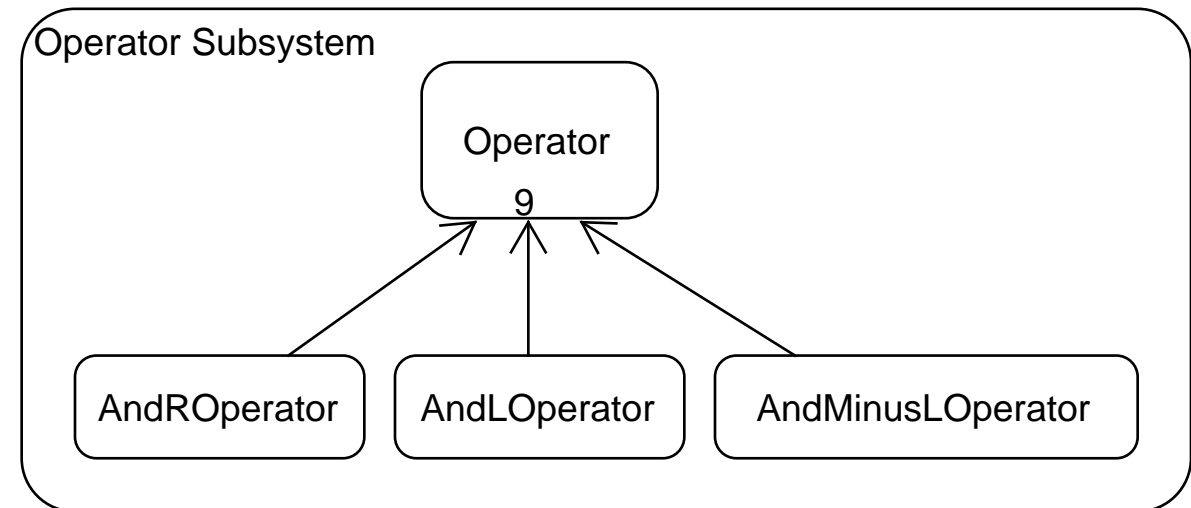 Operator Subsystem
Operator
9
AndROperator
AndLOperator
AndMinusLOperator